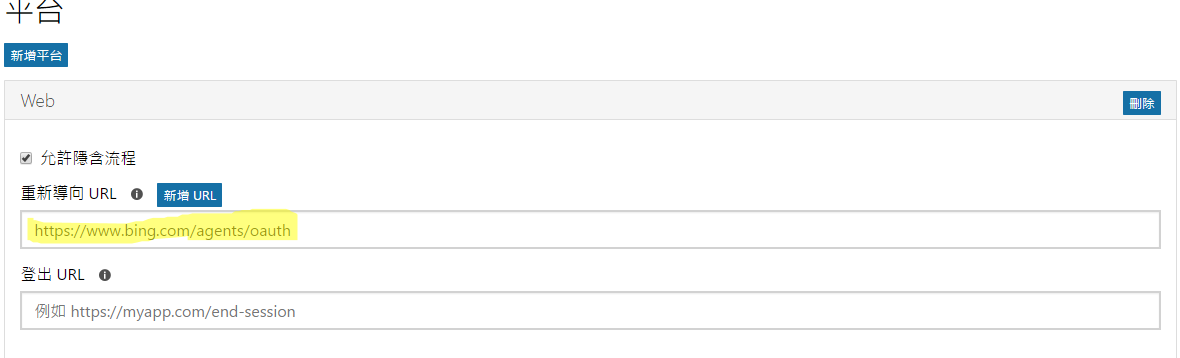 平台
新增平台
Web
刪除
允許隱含流程
重新導向 URL
新增 URL
https://www.bing.com/agents/oauth
登出 URL
例如 https://myapp.com/end-session